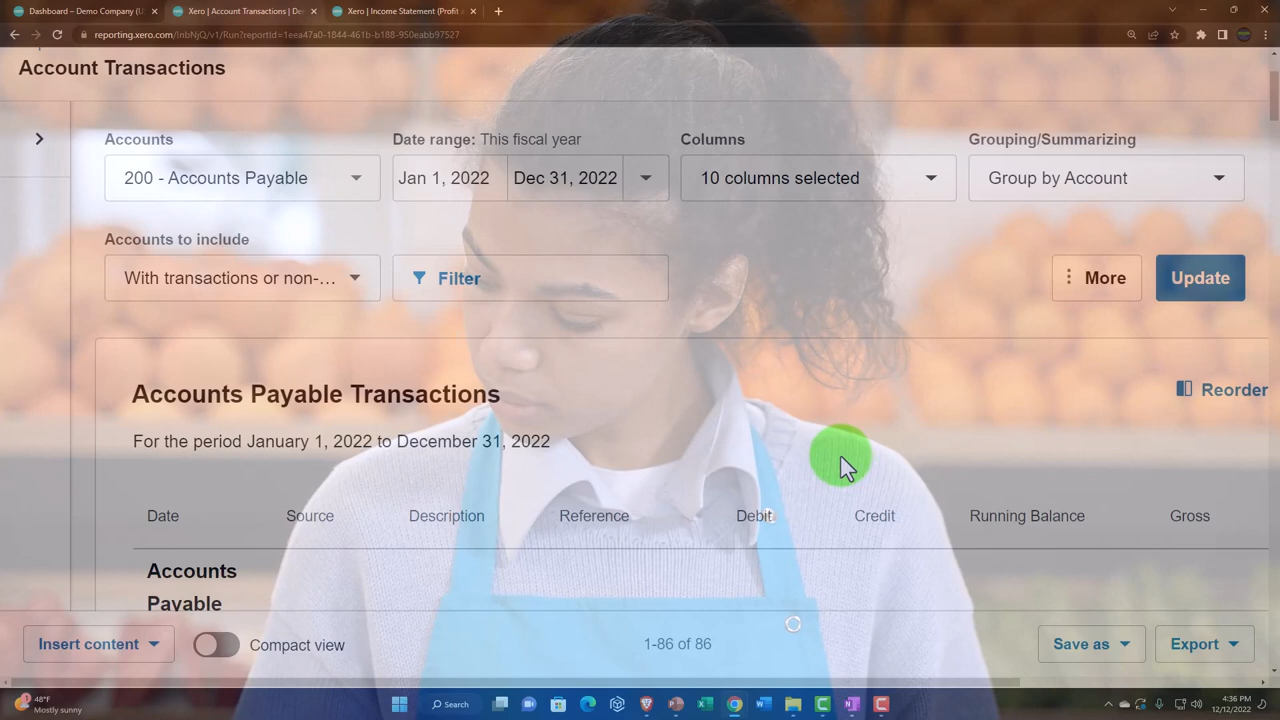 Dashboard – Demo Company (U
Xero | Account Transactions | De
Xero | Income Statement (Profit a
reporting.xero.com/!nbNjQ/v1/Run?reportId=1eea47a0-1844-461b-b188-950eabb97527
Account Transactions
Accounts
Date range: This fiscal year
Columns
Grouping/Summarizing
200 - Accounts Payable
Jan 1, 2022
Dec 31, 2022
10 columns selected
Group by Account
Accounts to include
With transactions or non-...
Filter
More
Update
Accounts Payable Transactions
Reorder
For the period January 1, 2022 to December 31, 2022
Date
Source
Description
Reference
Debit
Credit
Running Balance
Gross
Accounts
Payable
Insert content
Compact view
1-86 of 86
Save as
Export
1
48°F
Mostly sunny
Search
4:36 PM
12/12/2022